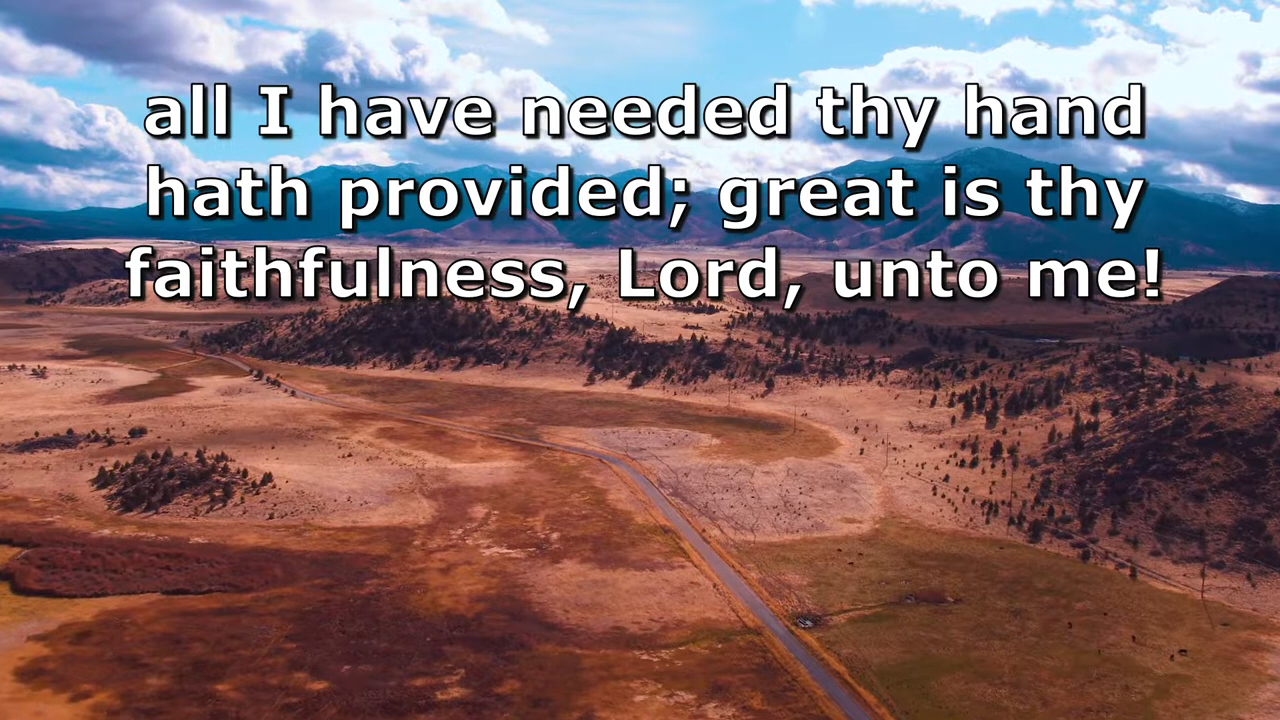 all I have needed thy hand
hath provided; great is thy
faithfulness, Lord, unto me!